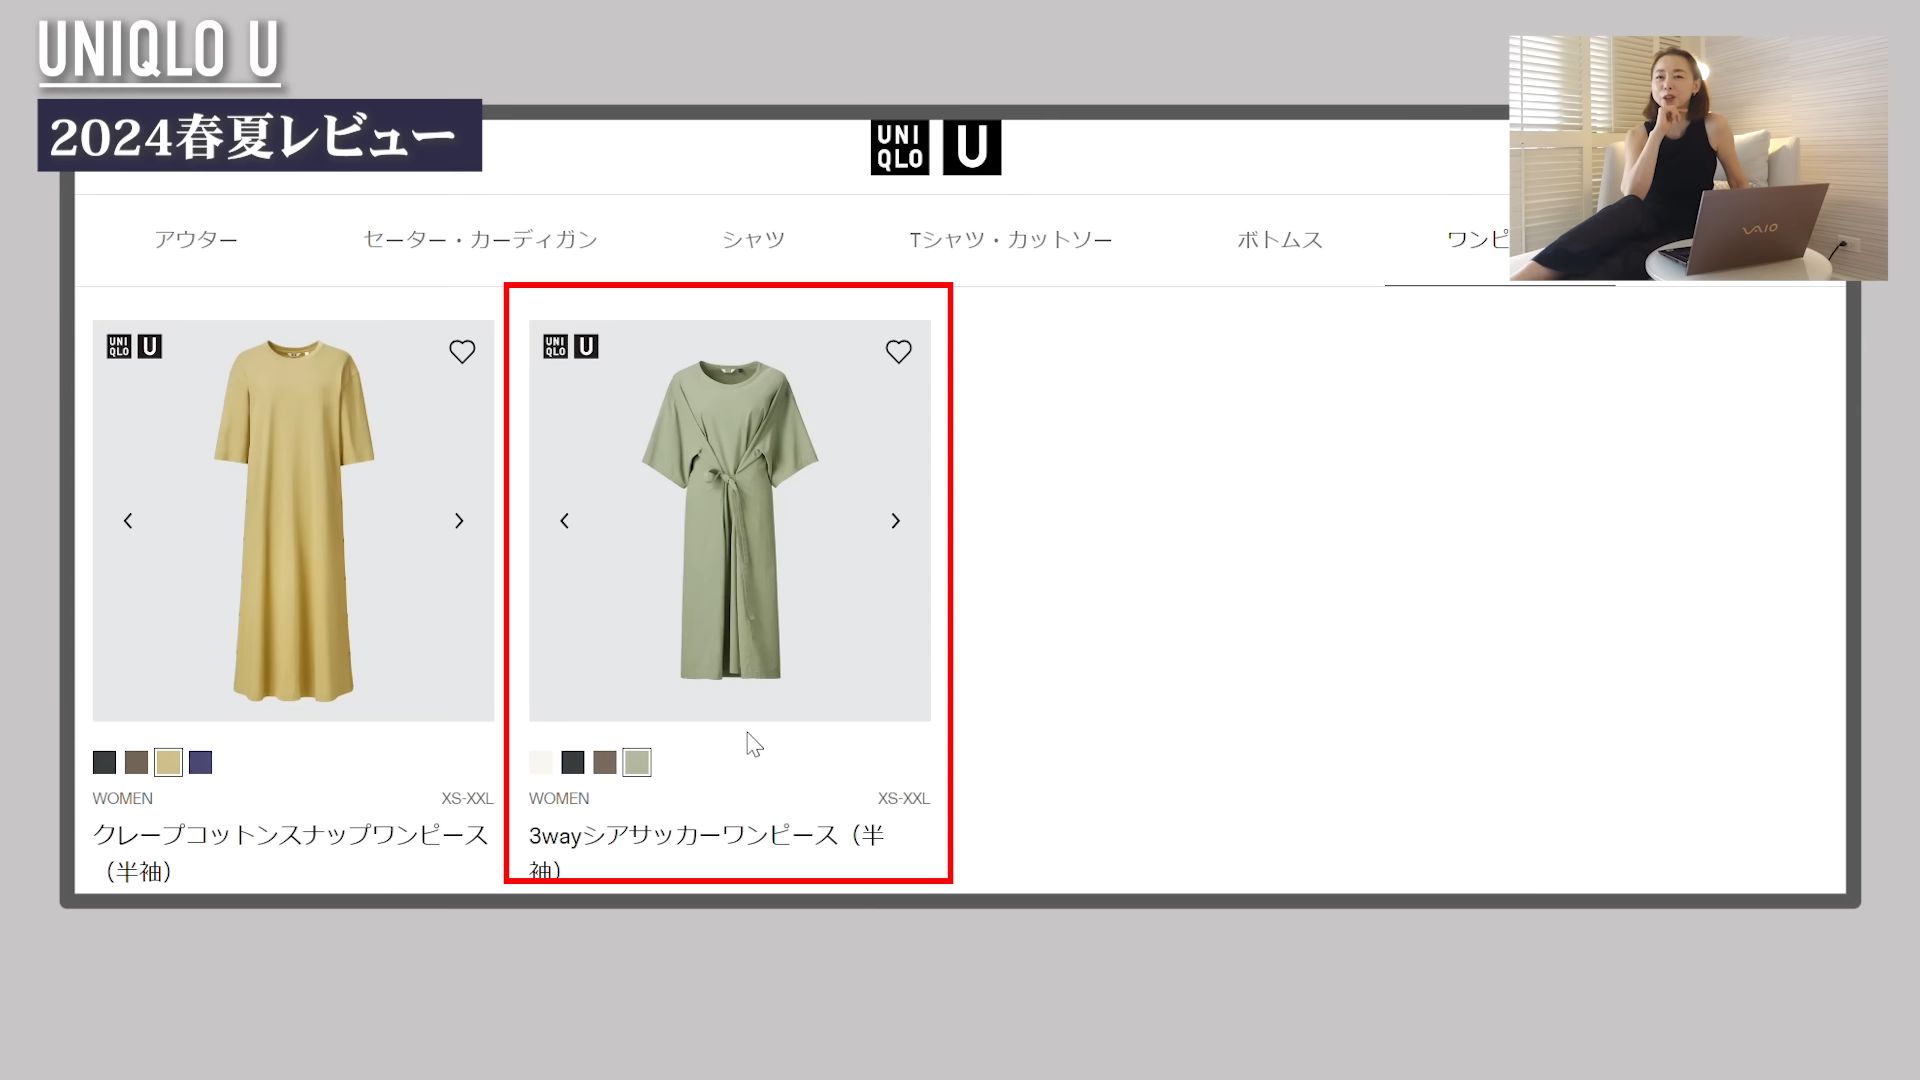 UNIQLO U
2024春夏レビュー
UNI
QLO
U
アウター
セーター・カーディガン
シャツ
Tシャツ・カットソー
ボトムス
ワンピ
VAIO
UNI
QLO
U
UNI
QLO
U
WOMEN
XS-XXL
クレープコットンスナップワンピース
（半袖）
WOMEN
XS-XXL
3wayシアサッカーワンピース（半
袖）